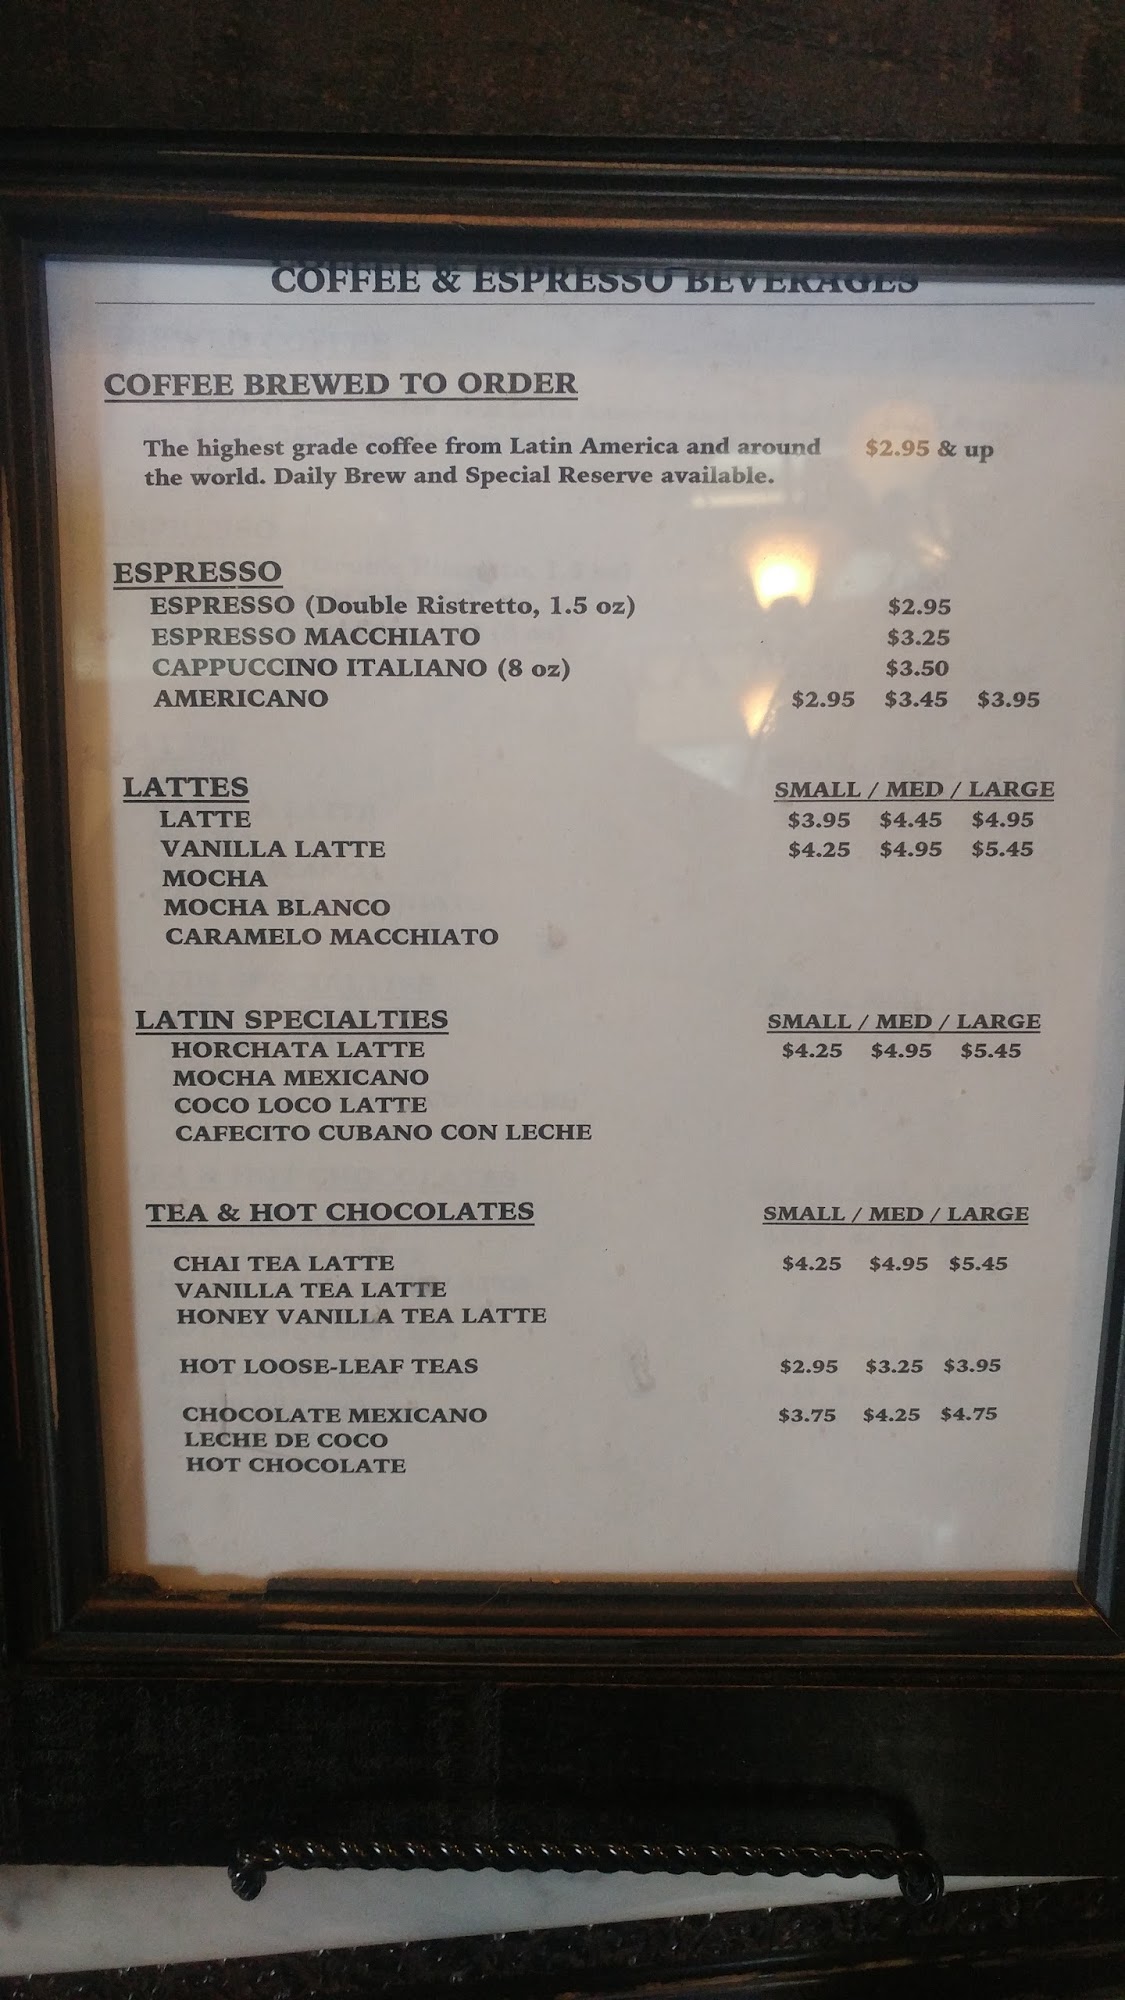 COFFEE & ESPRESSO BEVERAGES
COFFEE BREWED TO ORDER
The highest grade coffee from Latin America and around $2.95 & up
the world. Daily Brew and Special Reserve available.
ESPRESSO
ESPRESSO (Double Ristretto, 1.5 oz) $2.95
ESPRESSO MACCHIATO $3.25
CAPPUCCINO ITALIANO (8 oz) $3.50
AMERICANO $2.95 $3.45 $3.95
LATTES SMALL / MED / LARGE
LATTE $3.95 $4.45 $4.95
VANILLA LATTE $4.25 $4.95 $5.45
MOCHA
MOCHA BLANCO
CARAMELO MACCHIATO
LATIN SPECIALTIES SMALL / MED / LARGE
HORCHATA LATTE $4.25 $4.95 $5.45
MOCHA MEXICANO
COCO LOCO LATTE
CAFECITO CUBANO CON LECHE
TEA & HOT CHOCOLATES SMALL / MED / LARGE
CHAI TEA LATTE $4.25 $4.95 $5.45
VANILLA TEA LATTE
HONEY VANILLA TEA LATTE
HOT LOOSE-LEAF TEAS $2.95 $3.25 $3.95
CHOCOLATE MEXICANO $3.75 $4.25 $4.75
LECHE DE COCO
HOT CHOCOLATE